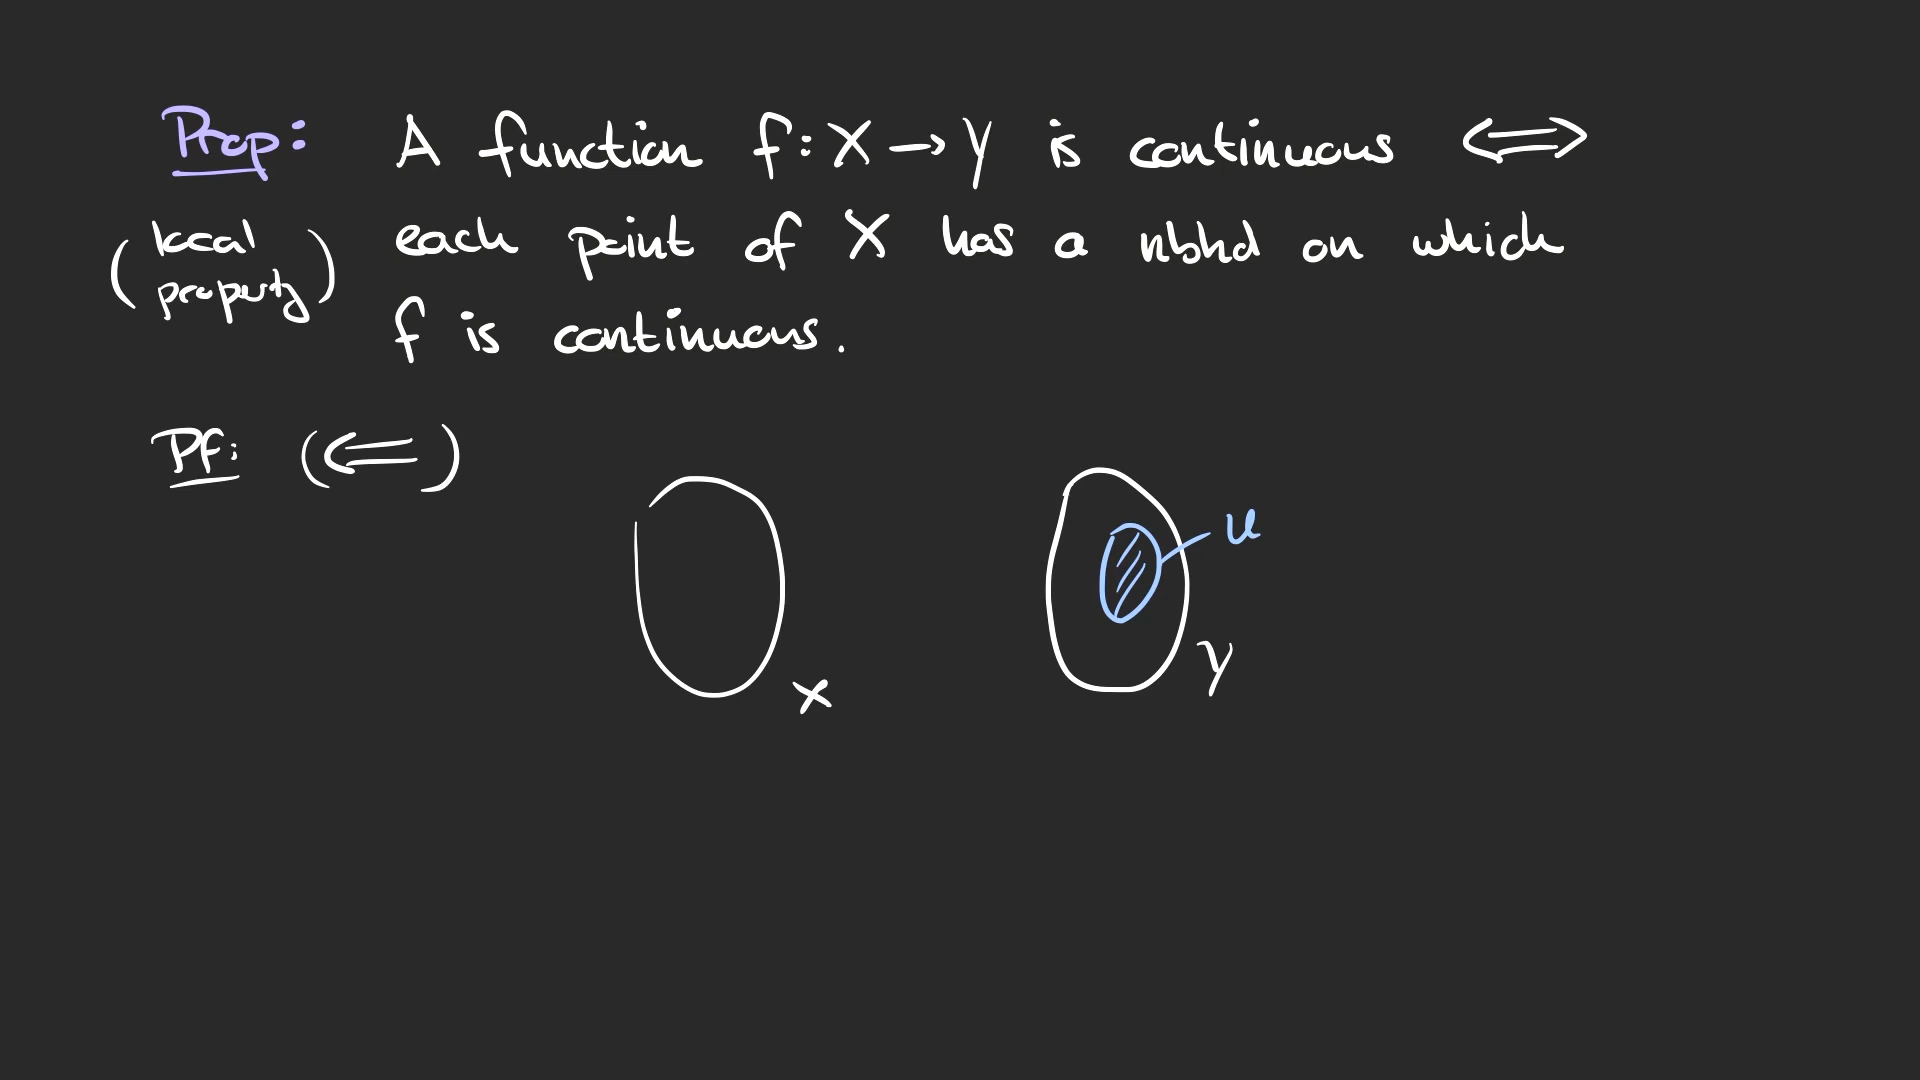 Prop: A function f: X → Y is continuous ⟺
(local property) each point of X has a nbhd on which
f is continuous.
Pf: (⟸)
U
Y
X